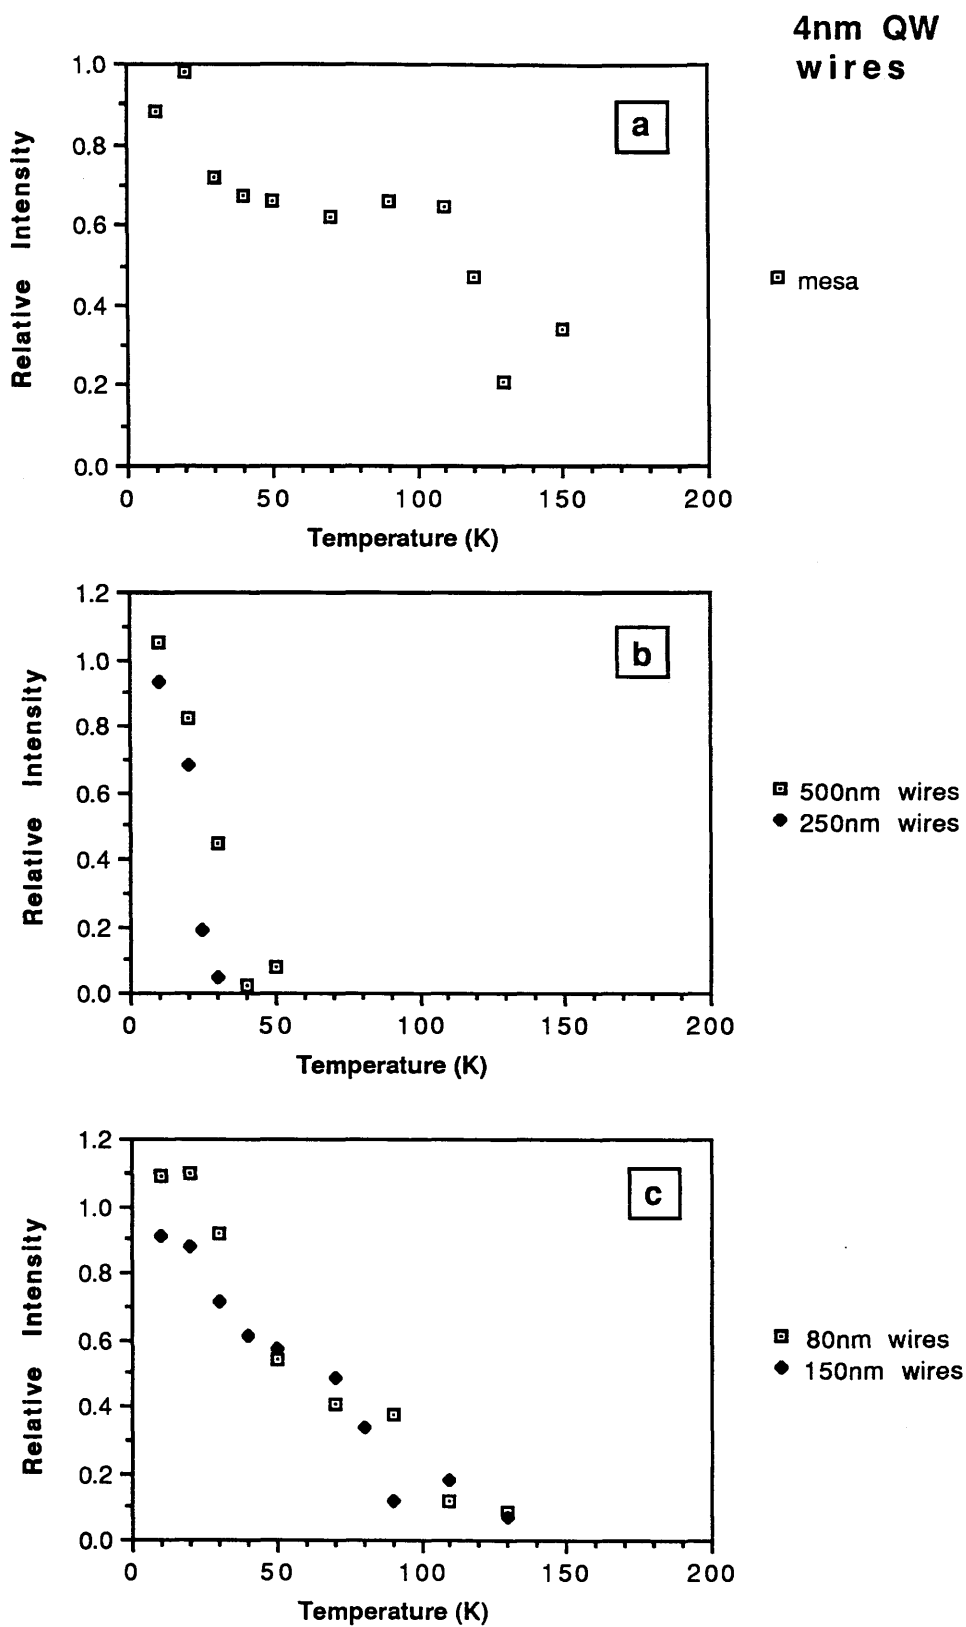 4nm QW
wires
1.0
0.8
0.6
0.4
0.2
0.0
Relative Intensity
a
mesa
0 50 100 150 200
Temperature (K)
1.2
1.0
0.8
0.6
0.4
0.2
0.0
Relative Intensity
b
500nm wires
250nm wires
0 50 100 150 200
Temperature (K)
1.2
1.0
0.8
0.6
0.4
0.2
0.0
Relative Intensity
c
80nm wires
150nm wires
0 50 100 150 200
Temperature (K)